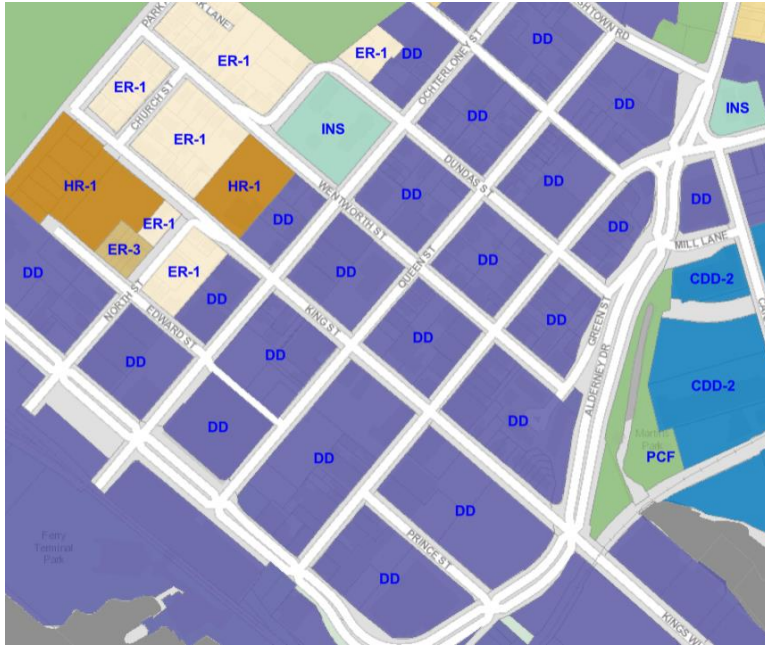 PARK
LANE
SHTOWN RD
ER-1
ER-1
DD
DD
OCHTERLONEY ST
ER-1
CHURCH ST
INS
DD
DD
INS
ER-1
HR-1
HR-1
WENTWORTH ST
DD
DUNDAS ST
DD
DD
DD
ER-1
DD
MILL LANE
ER-3
DD
ER-1
DD
QUEEN ST
DD
CDD-2
NORTH ST
EDWARD ST
DD
KING ST
DD
DD
GREEN ST
DD
DD
ALDERNEY DR
CDD-2
DD
DD
DD
PCF
Ferry
Terminal
Park
DD
PRINCE ST
DD
KINGS WH